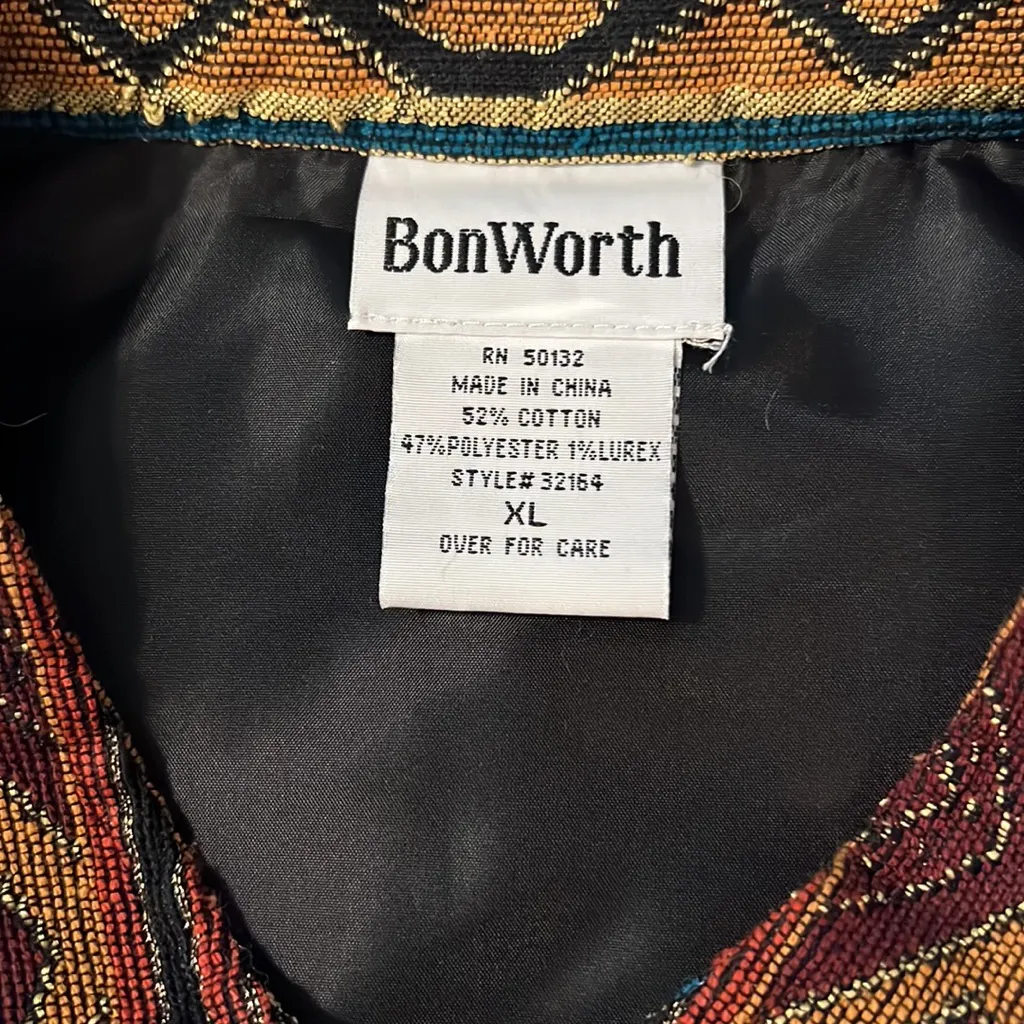 BonWorth
RN 50132
MADE IN CHINA
52% COTTON
47%POLYESTER 1%LUREX
STYLE# 32164
XL
OVER FOR CARE